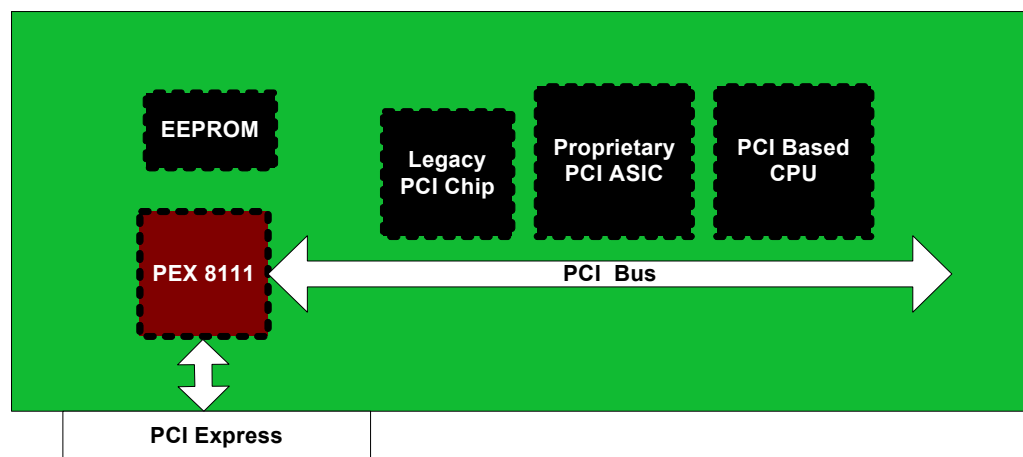 EEPROM
Legacy
PCI Chip
Proprietary
PCI ASIC
PCI Based
CPU
PEX 8111
PCI Bus
PCI Express